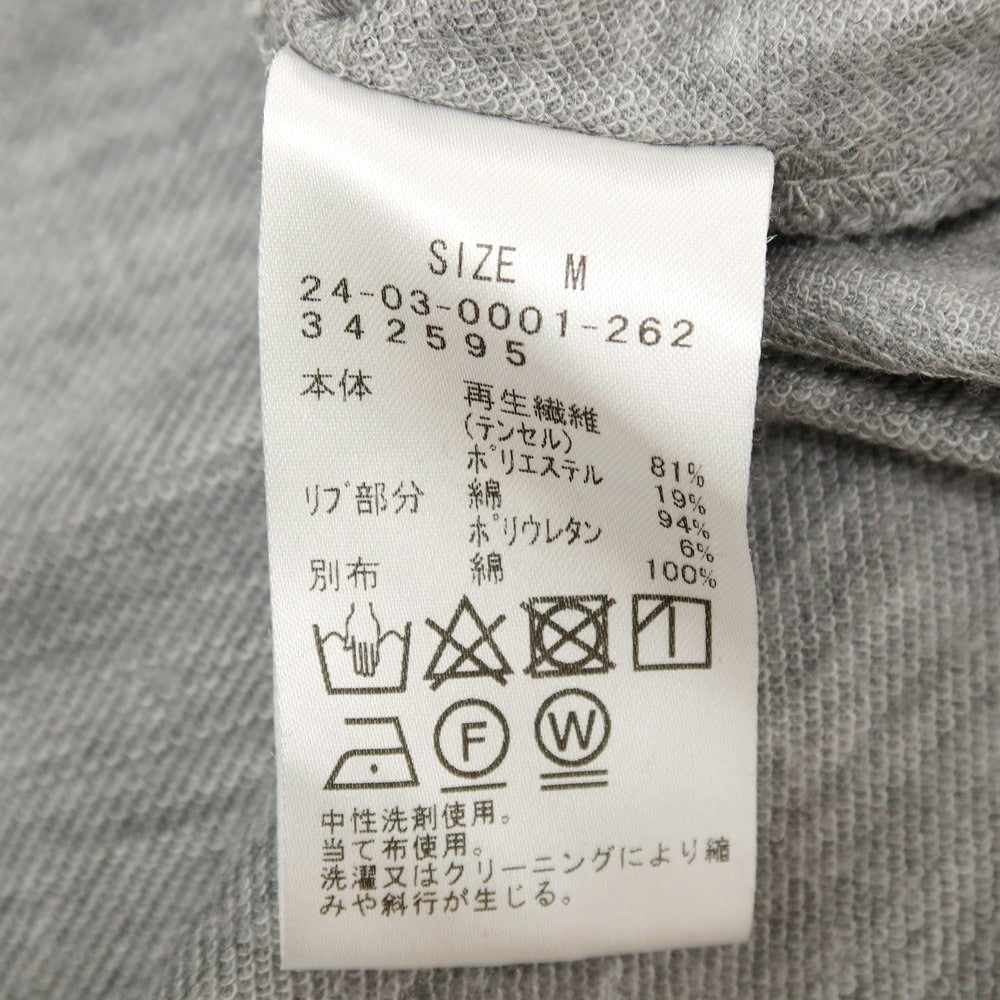 SIZE M
24-03-0001-262
342595
本体 再生繊維
(テンセル) 81%
ポリエステル 19%
リブ部分 綿 94%
ポリウレタン 6%
別布 綿 100%
F W
中性洗剤使用。
当て布使用。
洗濯又はクリーニングにより縮
みや斜行が生じる。